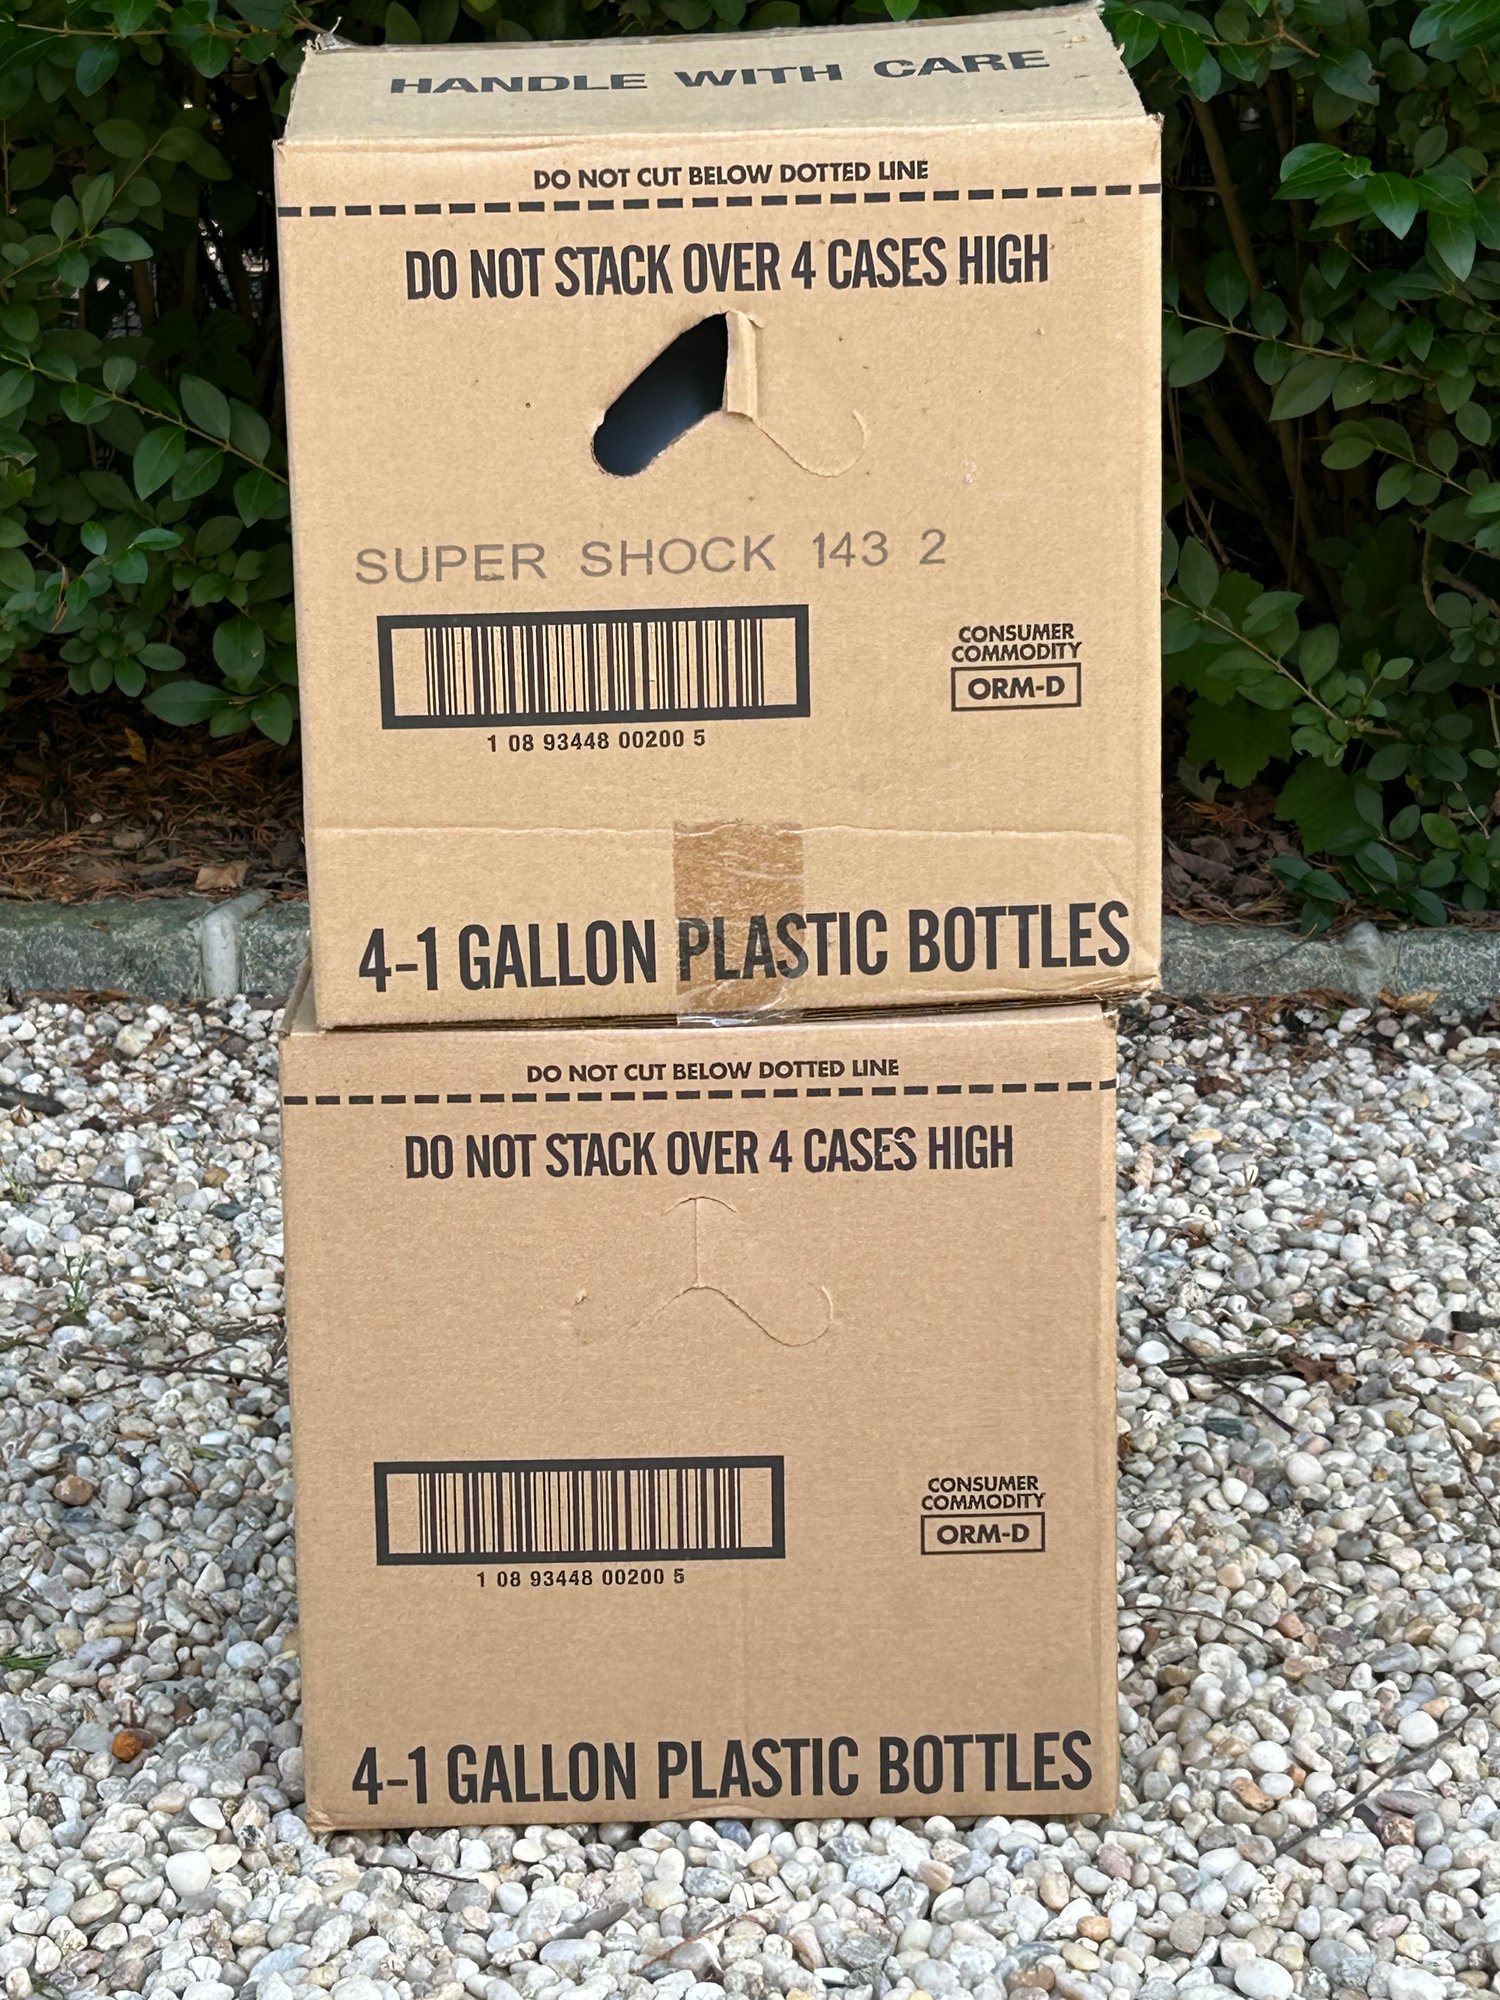 HANDLE WITH CARE
DO NOT CUT BELOW DOTTED LINE
DO NOT STACK OVER 4 CASES HIGH
SUPER SHOCK 143 2
CONSUMER
COMMODITY
ORM-D
1 08 93448 00200 5
4-1 GALLON PLASTIC BOTTLES
DO NOT CUT BELOW DOTTED LINE
DO NOT STACK OVER 4 CASES HIGH
CONSUMER
COMMODITY
ORM-D
1 08 93448 00200 5
4-1 GALLON PLASTIC BOTTLES